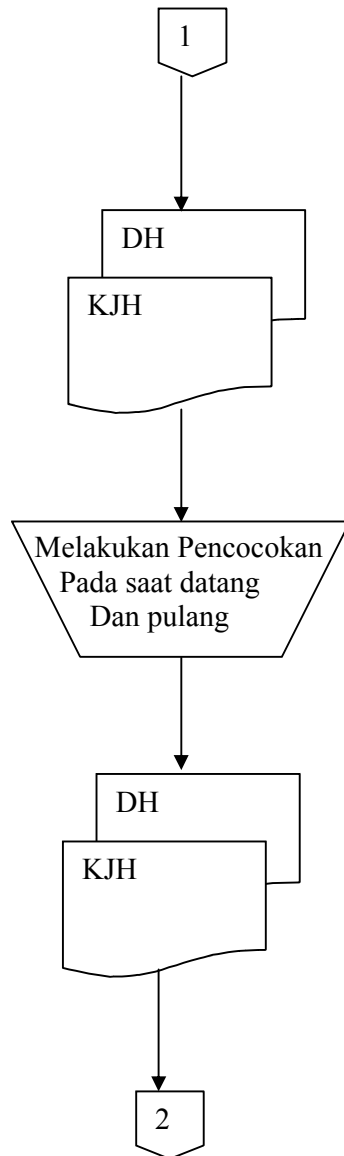 1
DH
KJH
Melakukan Pencocokan
Pada saat datang
Dan pulang
DH
KJH
2